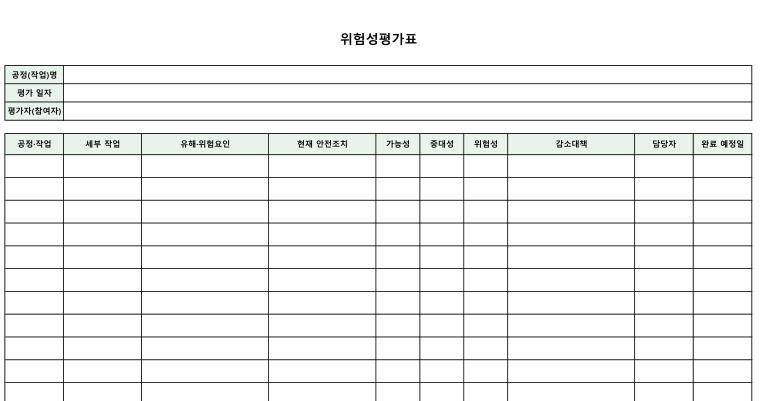 위험성평가표
공정(작업)명
평가 일자
평가자(참여자)
공정·작업 세부 작업 유해·위험요인 현재 안전조치 가능성 중대성 위험성 감소대책 담당자 완료 예정일